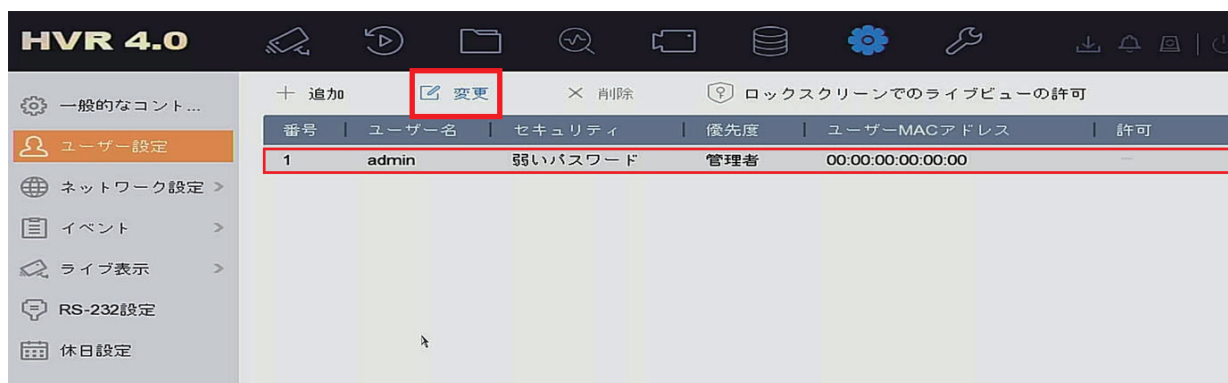 HVR 4.0
一般的なコント...
ユーザー設定
ネットワーク設定 >
イベント >
ライブ表示 >
RS-232設定
休日設定
＋ 追加 変更 × 削除 ロックスクリーンでのライブビューの許可
番号 ユーザー名 セキュリティ 優先度 ユーザーMACアドレス 許可
1 admin 弱いパスワード 管理者 00:00:00:00:00:00 —